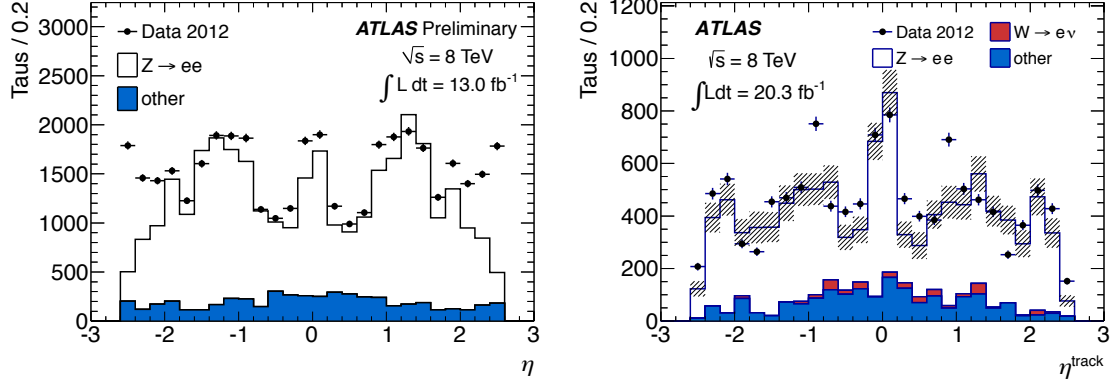 ATLAS Preliminary
√s = 8 TeV
∫L dt = 13.0 fb⁻¹
Data 2012
Z → ee
other
Taus / 0.2
3000
2500
2000
1500
1000
500
0
-3 -2 -1 0 1 2 3
η
ATLAS
√s = 8 TeV
∫Ldt = 20.3 fb⁻¹
Data 2012
Z → ee
W → eν
other
Taus / 0.2
1200
1000
800
600
400
200
0
-3 -2 -1 0 1 2 3
η^track